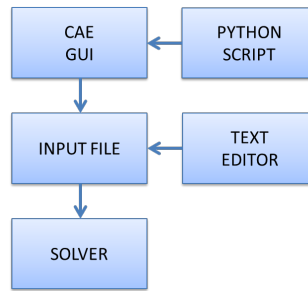 CAE
GUI
PYTHON
SCRIPT
INPUT FILE
TEXT
EDITOR
SOLVER